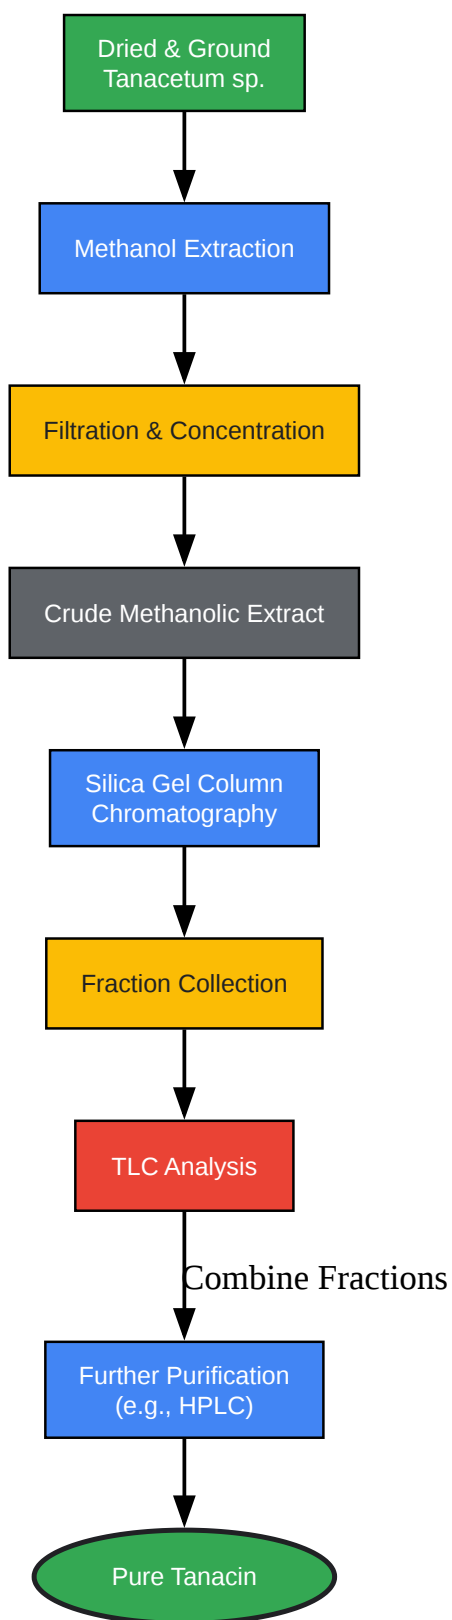 Dried & Ground
Tanacetum sp.
Methanol Extraction
Filtration & Concentration
Crude Methanolic Extract
Silica Gel Column
Chromatography
Fraction Collection
TLC Analysis
Combine Fractions
Further Purification
(e.g., HPLC)
Pure Tanacin